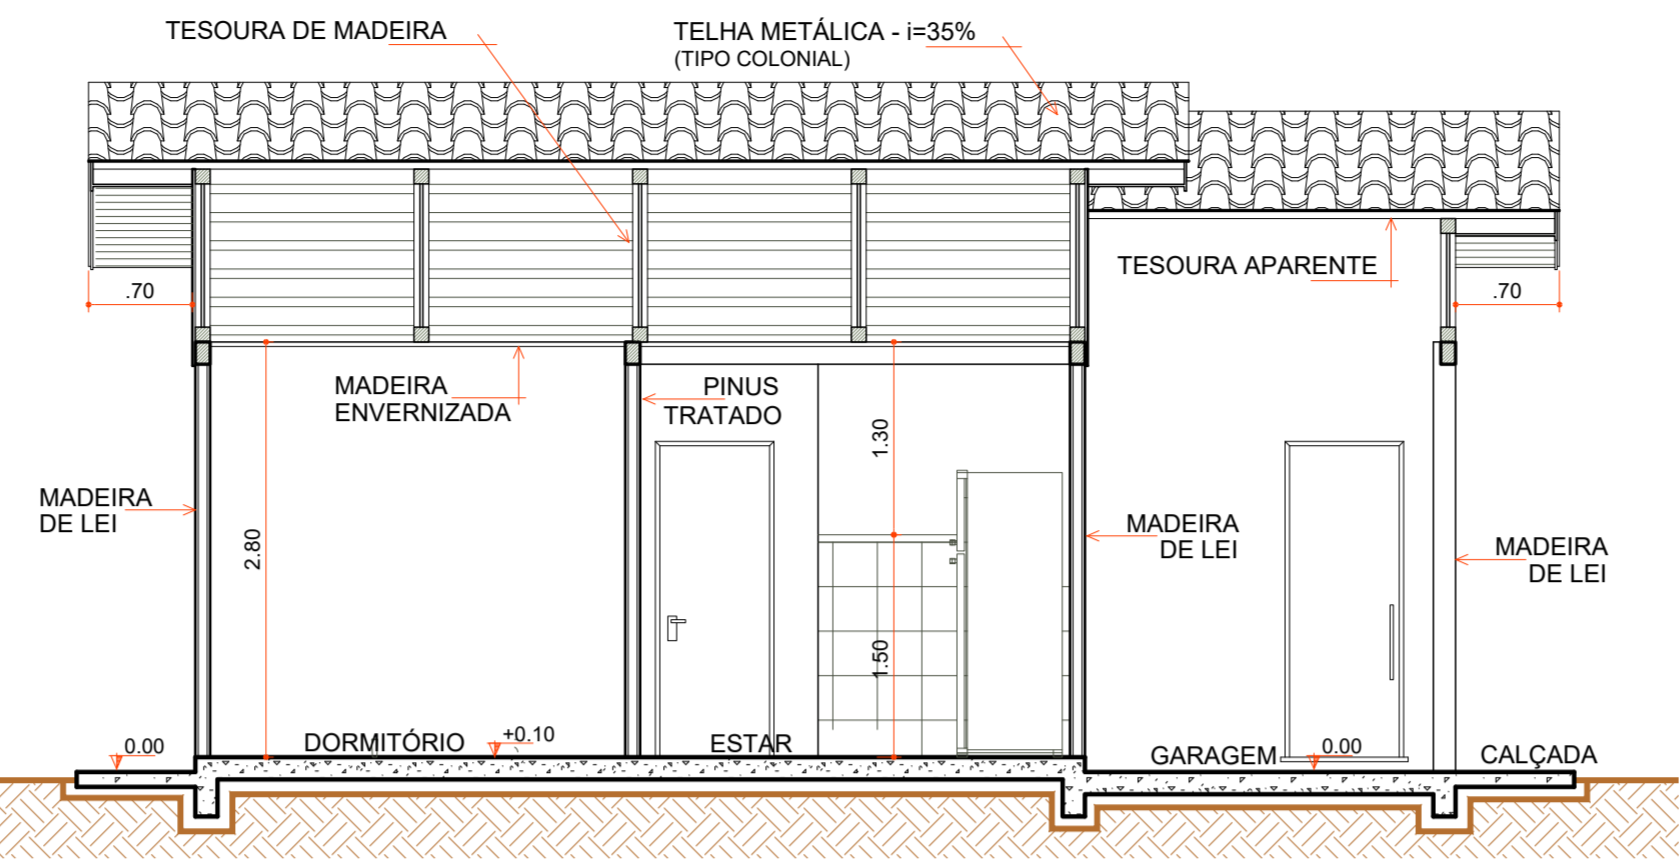 TESOURA DE MADEIRA
TELHA METÁLICA - i=35%
(TIPO COLONIAL)
TESOURA APARENTE
.70
.70
MADEIRA
ENVERNIZADA
PINUS
TRATADO
1.30
MADEIRA
DE LEI
2.80
MADEIRA
DE LEI
MADEIRA
DE LEI
1.50
0.00
DORMITÓRIO
+0.10
ESTAR
GARAGEM
0.00
CALÇADA